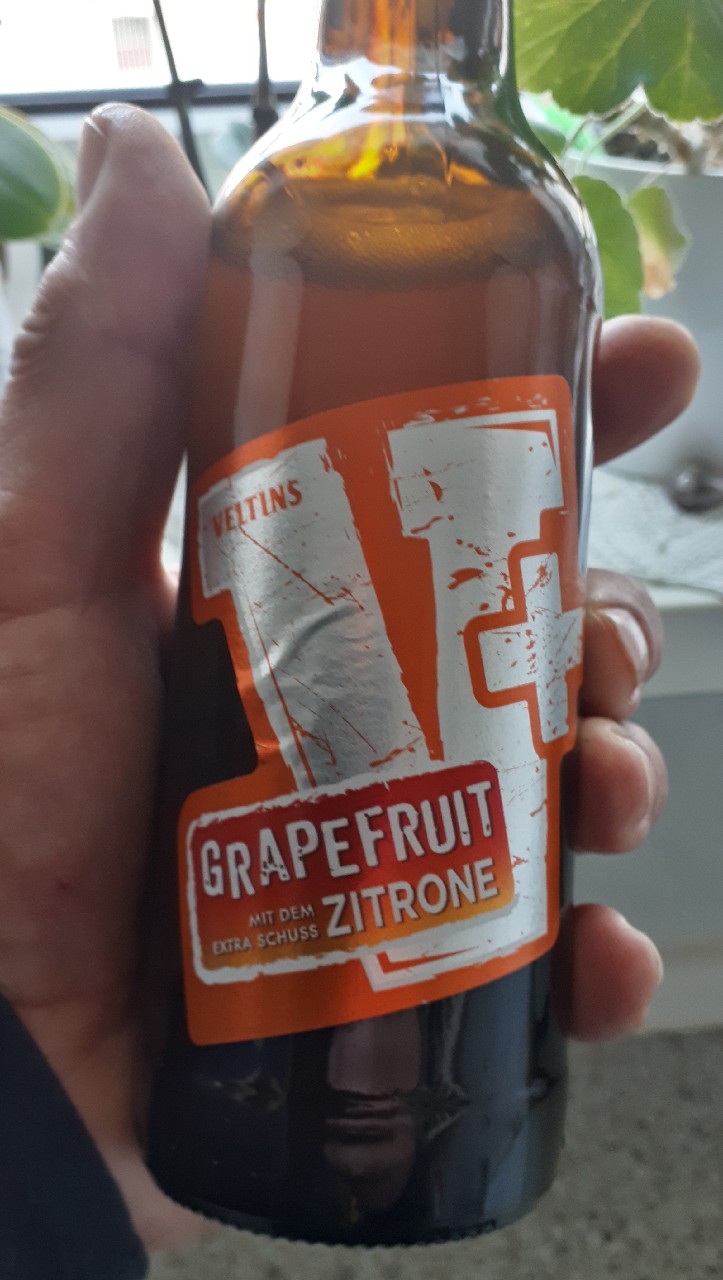 VELTINS
V+
GRAPEFRUIT
MIT DEM
EXTRA SCHUSS ZITRONE